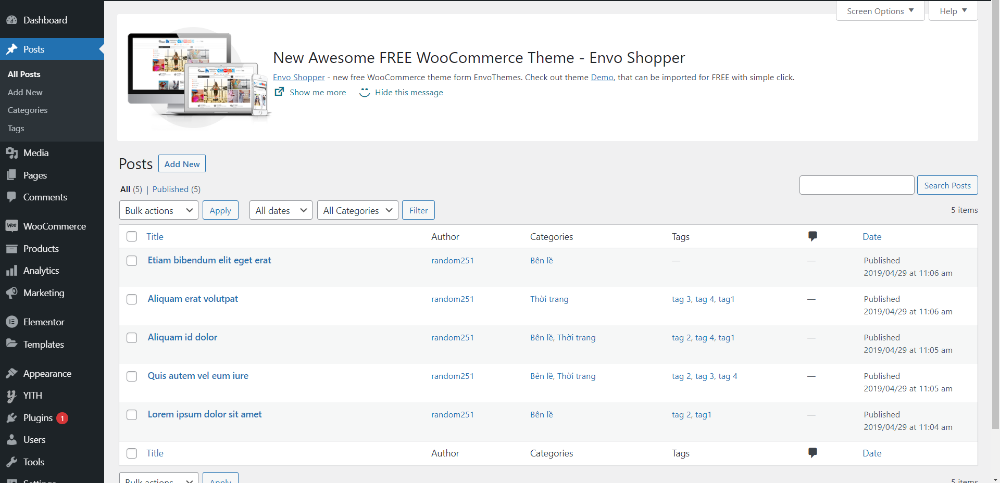 Screen Options
Help
Dashboard
Posts
All Posts
Add New
Categories
Tags
Media
Pages
Comments
WooCommerce
Products
Analytics
Marketing
Elementor
Templates
Appearance
YITH
Plugins 1
Users
Tools
Settings
New Awesome FREE WooCommerce Theme - Envo Shopper
Envo Shopper - new free WooCommerce theme form EnvoThemes. Check out theme Demo, that can be imported for FREE with simple click.
Show me more Hide this message
Posts Add New
All (5) | Published (5)
Search Posts
Bulk actions Apply All dates All Categories Filter 5 items
Title Author Categories Tags Date
Etiam bibendum elit eget erat random251 Bên lề — — Published
2019/04/29 at 11:06 am
Aliquam erat volutpat random251 Thời trang tag 3, tag 4, tag1 — Published
2019/04/29 at 11:06 am
Aliquam id dolor random251 Bên lề, Thời trang tag 2, tag 4, tag1 — Published
2019/04/29 at 11:05 am
Quis autem vel eum iure random251 Bên lề, Thời trang tag 2, tag 3, tag 4 — Published
2019/04/29 at 11:05 am
Lorem ipsum dolor sit amet random251 Bên lề tag 2, tag1 — Published
2019/04/29 at 11:04 am
Title Author Categories Tags Date
Bulk actions Apply 5 items